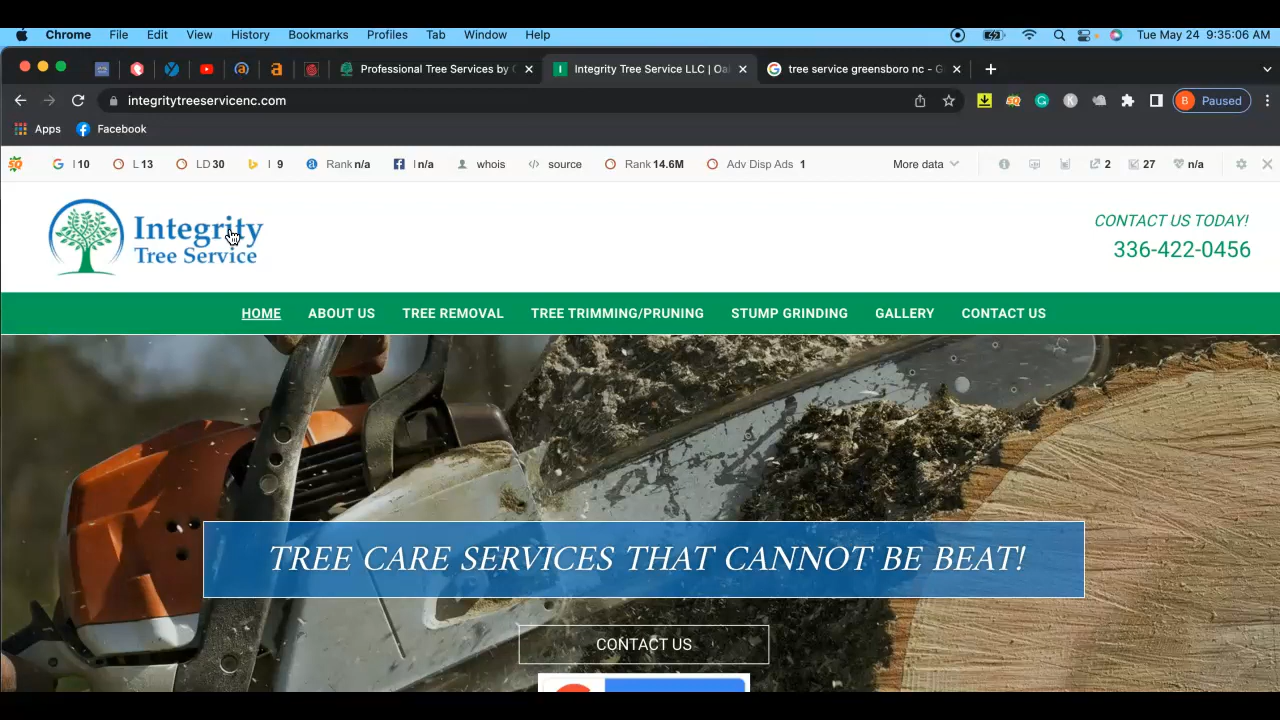 Chrome File Edit View History Bookmarks Profiles Tab Window Help Tue May 24 9:35:06 AM
Professional Tree Services by Integrity Tree Service LLC | Oa tree service greensboro nc - G
integritytreeservicenc.com
B Paused
Apps Facebook
I 10 L 13 LD 30 I 9 Rank n/a I n/a whois source Rank 14.6M Adv Disp Ads 1 More data 2 27 n/a
Integrity
Tree Service
CONTACT US TODAY!
336-422-0456
HOME ABOUT US TREE REMOVAL TREE TRIMMING/PRUNING STUMP GRINDING GALLERY CONTACT US
TREE CARE SERVICES THAT CANNOT BE BEAT!
CONTACT US